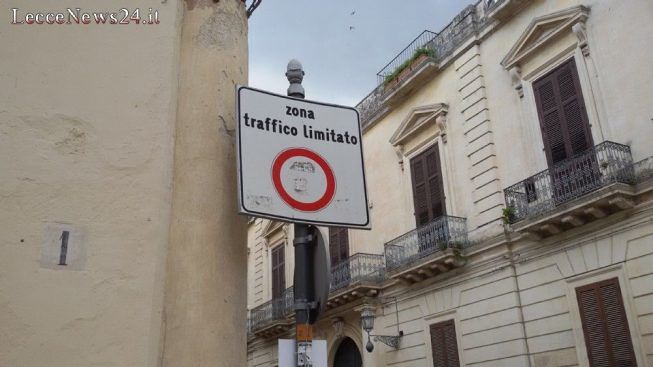 LecceNews24.it
zona
traffico limitato
1